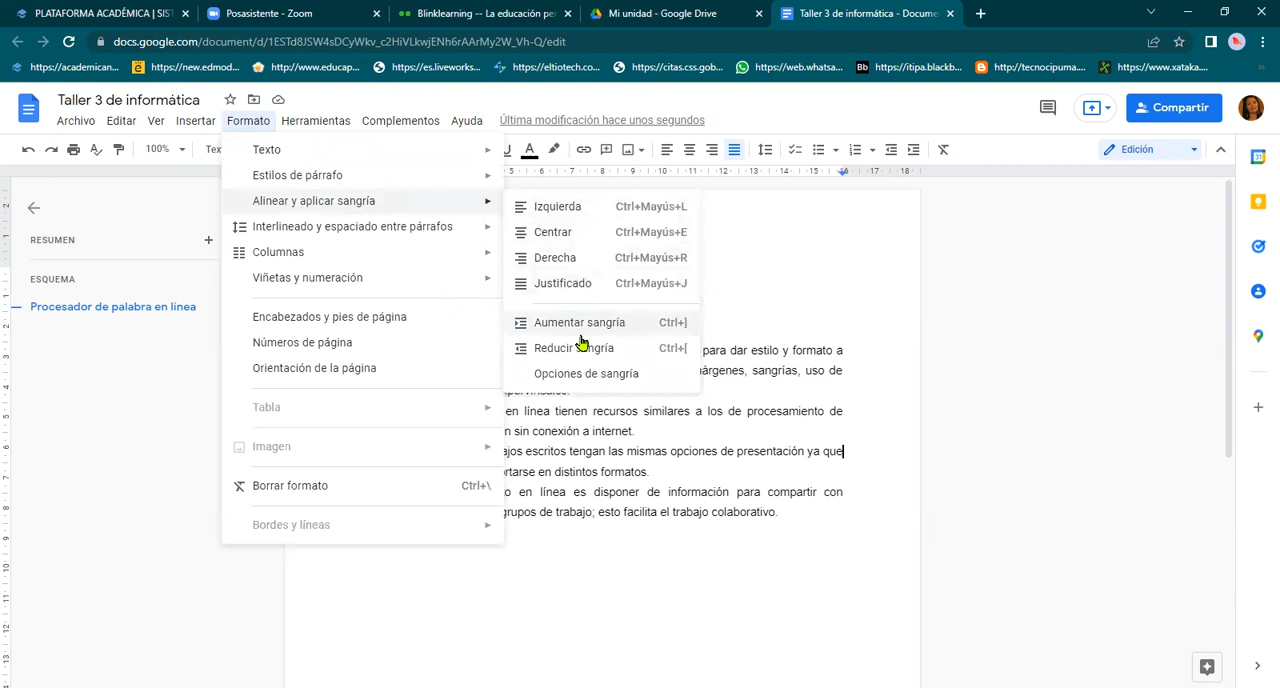 PLATAFORMA ACADÉMICA | SIST
Posasistente - Zoom
Blinklearning -- La educación pe
Mi unidad - Google Drive
Taller 3 de informática - Docume
docs.google.com/document/d/1ESTd8JSW4sDCyWkv_c2HiVLkwjENh6rAArMy2W_Vh-Q/edit
https://academican...
https://new.edmod...
http://www.educap...
https://es.liveworks...
https://eltiotech.co...
https://citas.css.gob...
https://web.whatsa...
Bb
https://itipa.blackb...
http://tecnocipuma....
https://www.xataka....
Taller 3 de informática
Compartir
Archivo Editar Ver Insertar Formato Herramientas Complementos Ayuda Última modificación hace unos segundos
100%
Edición
RESUMEN
ESQUEMA
Procesador de palabra en línea
Texto
Estilos de párrafo
Alinear y aplicar sangría
Interlineado y espaciado entre párrafos
Columnas
Viñetas y numeración
Encabezados y pies de página
Números de página
Orientación de la página
Tabla
Imagen
Borrar formato Ctrl+\
Bordes y líneas
Izquierda Ctrl+Mayús+L
Centrar Ctrl+Mayús+E
Derecha Ctrl+Mayús+R
Justificado Ctrl+Mayús+J
Aumentar sangría Ctrl+]
Reducir sangría Ctrl+[
Opciones de sangría
para dar estilo y formato a
márgenes, sangrías, uso de
en línea tienen recursos similares a los de procesamiento de
sin conexión a internet.
escritos tengan las mismas opciones de presentación ya que
en distintos formatos.
en línea es disponer de información para compartir con
grupos de trabajo; esto facilita el trabajo colaborativo.